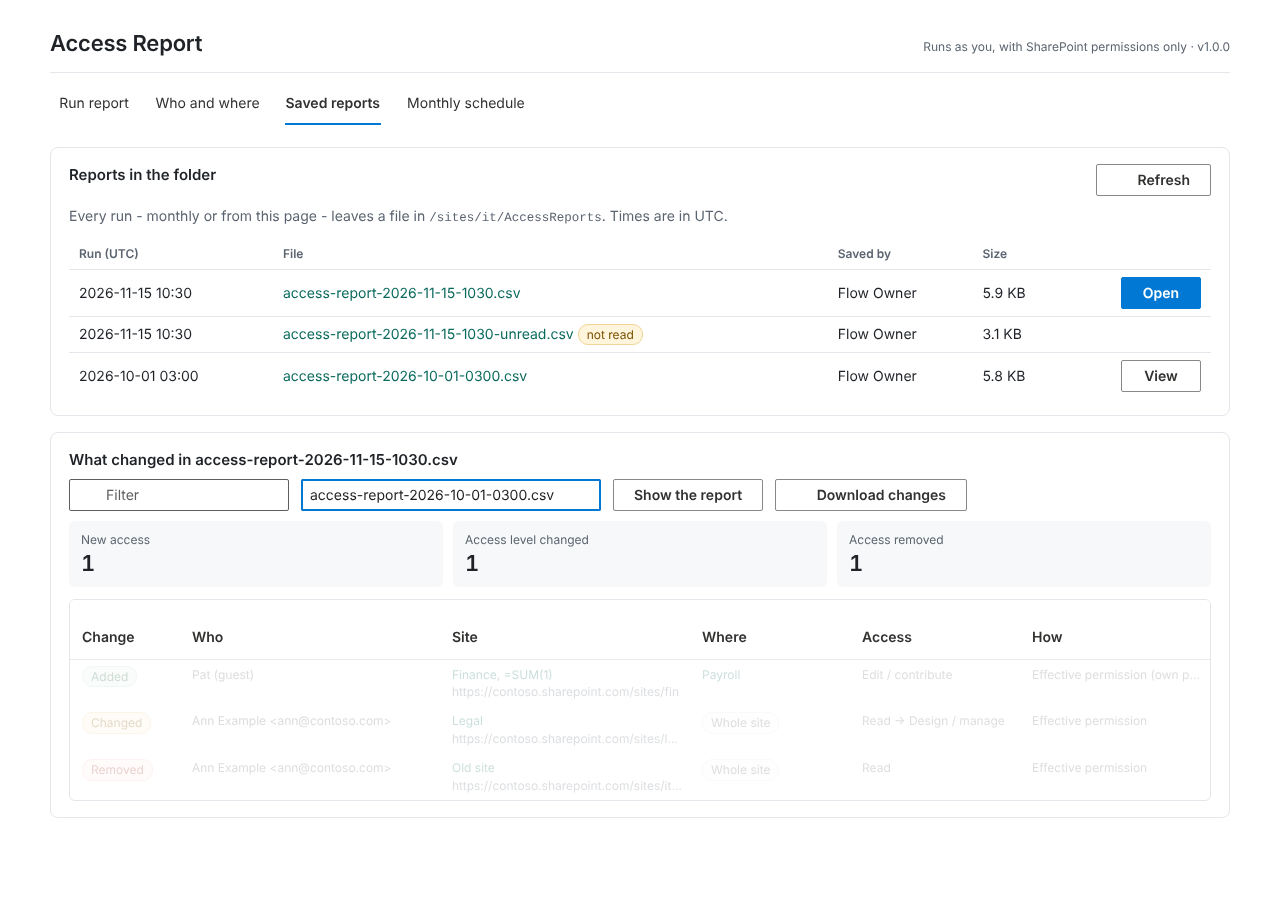 Access Report
Runs as you, with SharePoint permissions only · v1.0.0
Run report Who and where Saved reports Monthly schedule
Reports in the folder
Refresh
Every run - monthly or from this page - leaves a file in /sites/it/AccessReports. Times are in UTC.
Run (UTC) File Saved by Size
2026-11-15 10:30 access-report-2026-11-15-1030.csv Flow Owner 5.9 KB Open
2026-11-15 10:30 access-report-2026-11-15-1030-unread.csv not read Flow Owner 3.1 KB
2026-10-01 03:00 access-report-2026-10-01-0300.csv Flow Owner 5.8 KB View
What changed in access-report-2026-11-15-1030.csv
Filter access-report-2026-10-01-0300.csv Show the report Download changes
New access Access level changed Access removed
1 1 1
Change Who Site Where Access How
Added Pat (guest) Finance, =SUM(1) Payroll Edit / contribute Effective permission (own p...
https://contoso.sharepoint.com/sites/fin
Changed Ann Example <ann@contoso.com> Legal Whole site Read → Design / manage Effective permission
https://contoso.sharepoint.com/sites/l...
Removed Ann Example <ann@contoso.com> Old site Whole site Read Effective permission
https://contoso.sharepoint.com/sites/it...